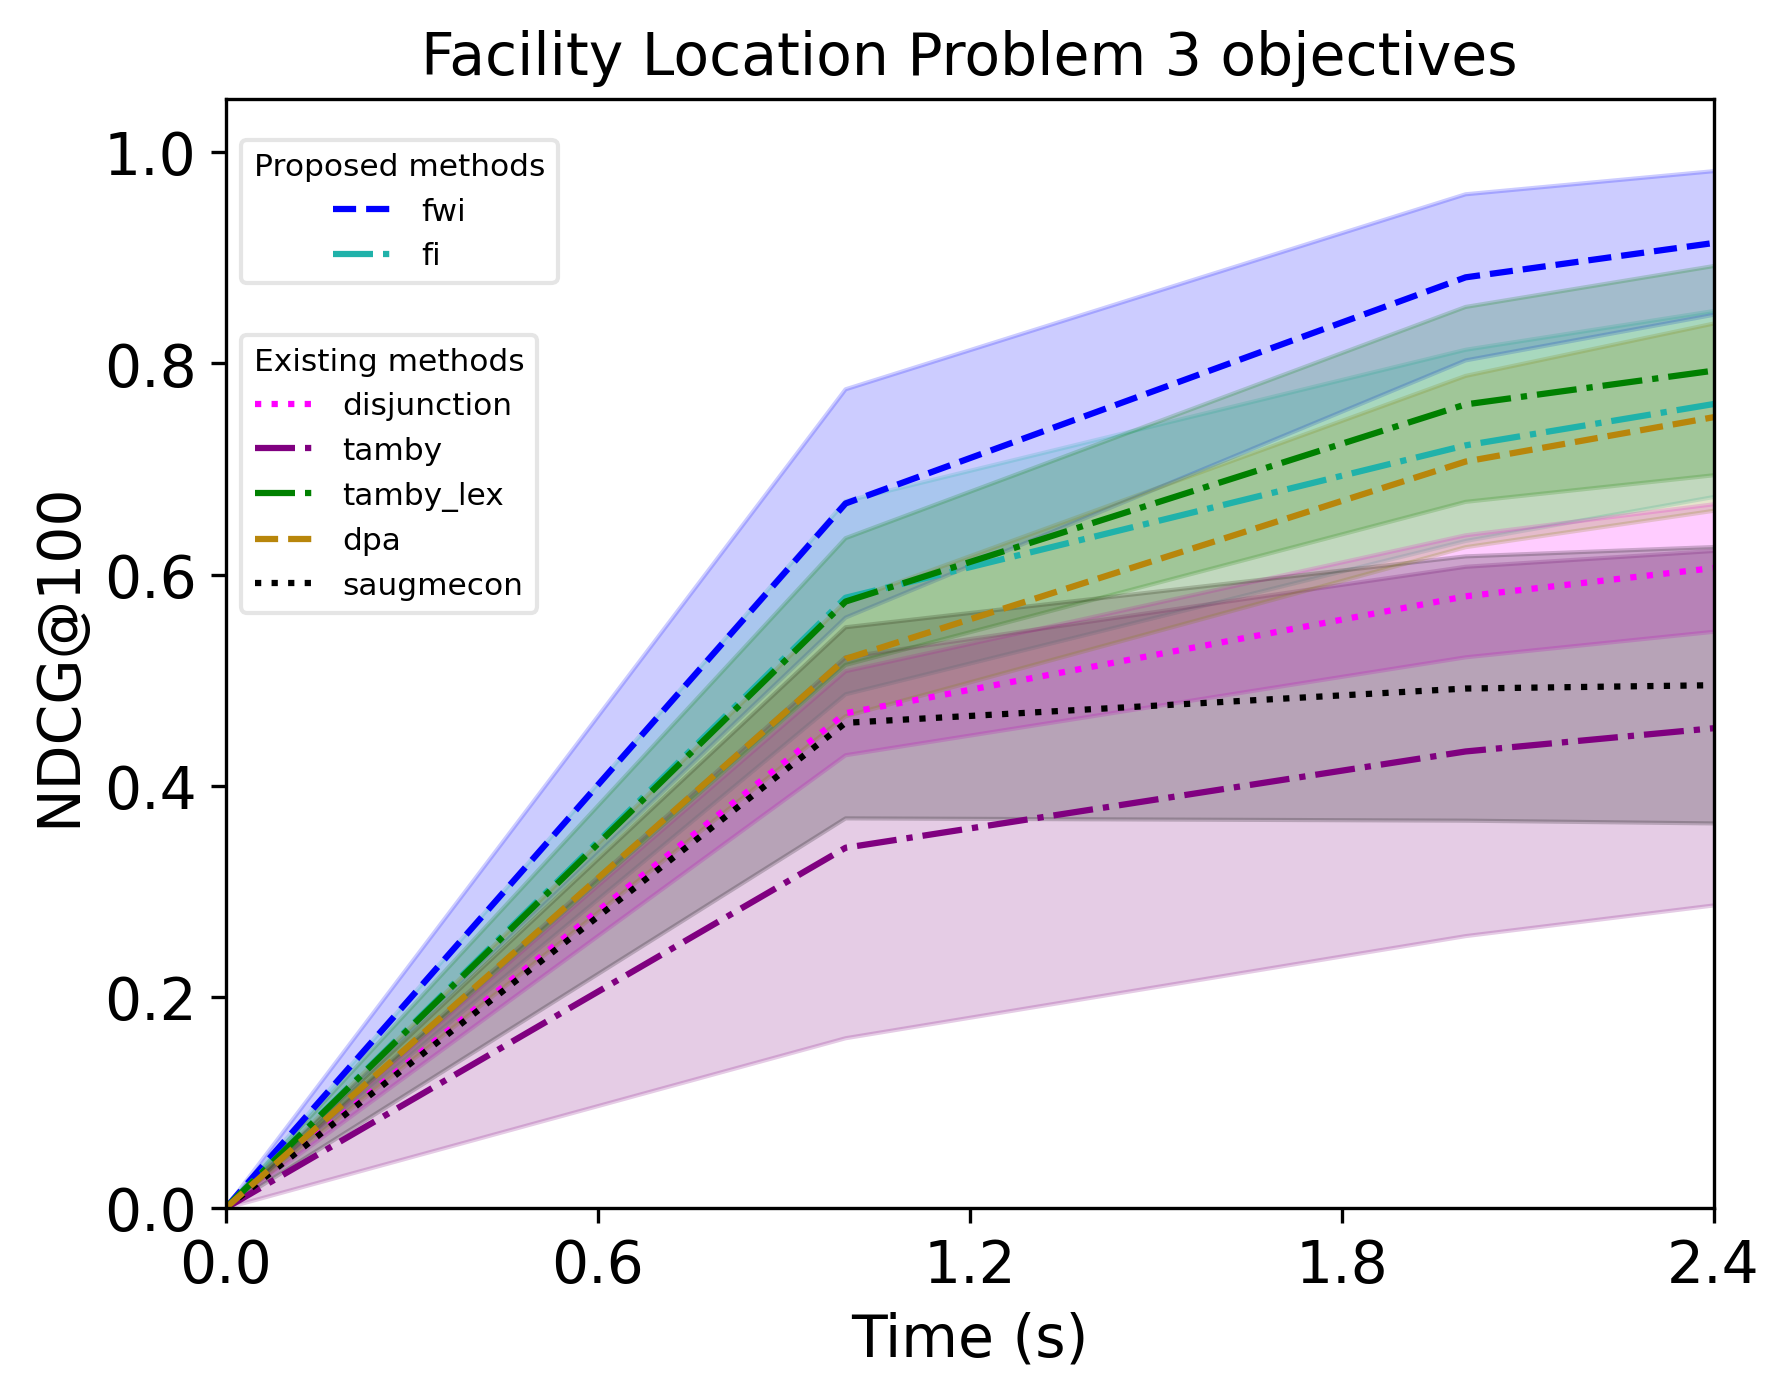 Facility Location Problem 3 objectives
NDCG@100
1.0
0.8
0.6
0.4
0.2
0.0
Proposed methods
fwi
fi
Existing methods
disjunction
tamby
tamby_lex
dpa
saugmecon
0.0 0.6 1.2 1.8 2.4
Time (s)